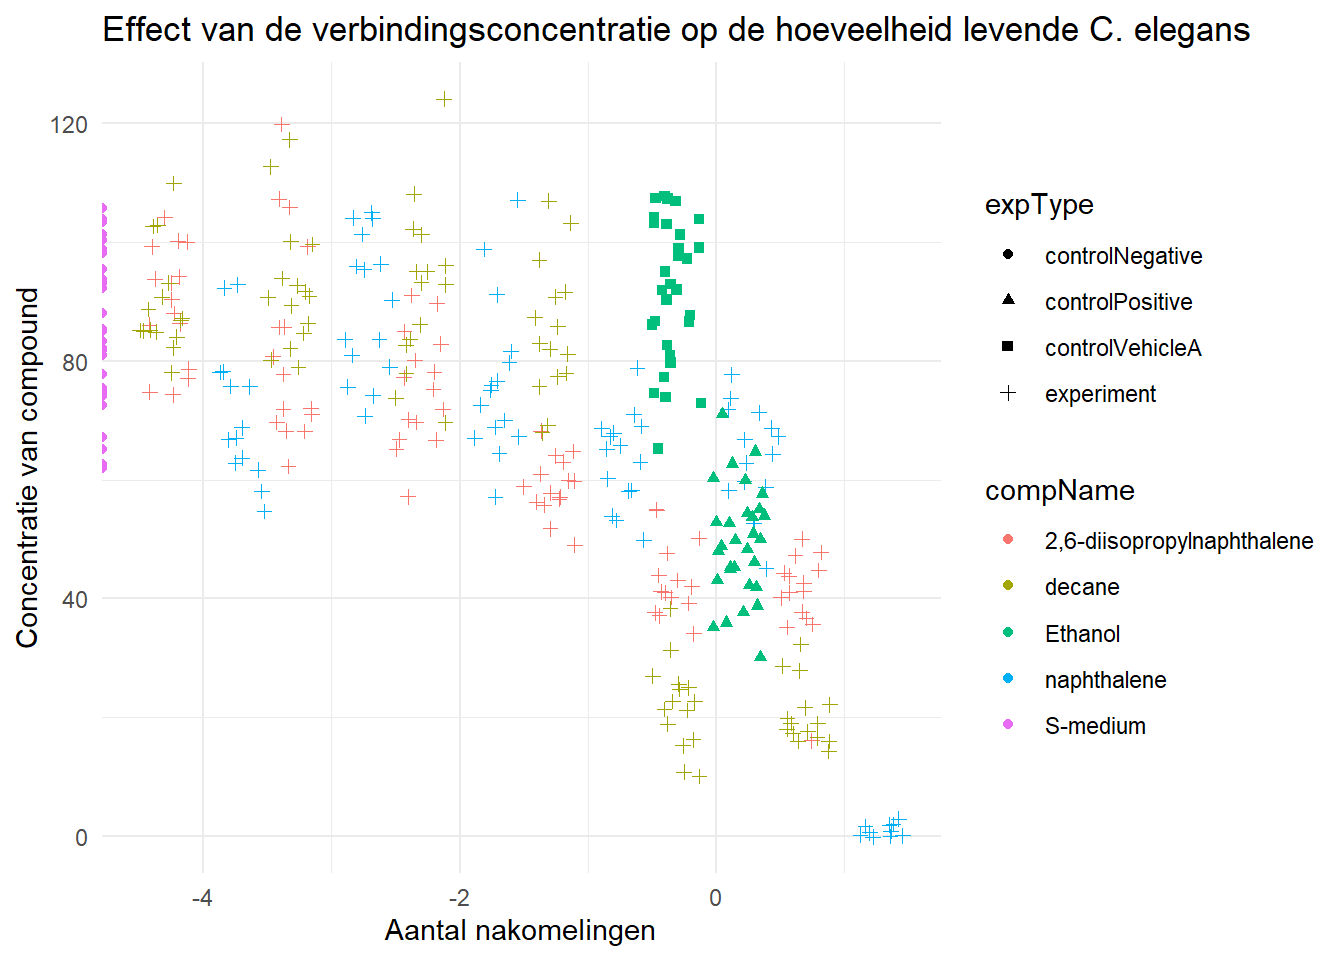 Effect van de verbindingsconcentratie op de hoeveelheid levende C. elegans
Concentratie van compound
120
80
40
0
-4
-2
0
Aantal nakomelingen
expType
controlNegative
controlPositive
controlVehicleA
experiment
compName
2,6-diisopropylnaphthalene
decane
Ethanol
naphthalene
S-medium